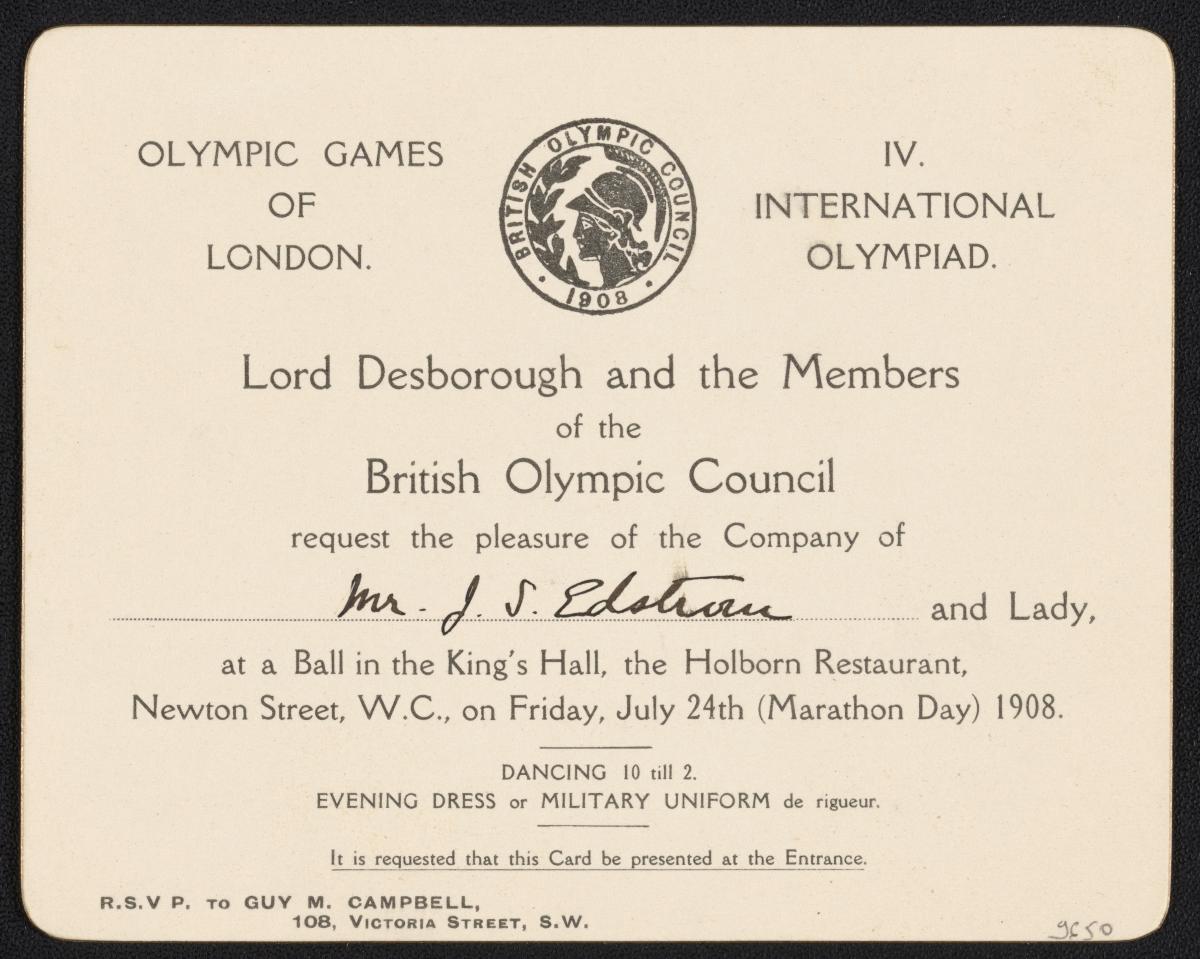 OLYMPIC GAMES
OF
LONDON.
BRITISH OLYMPIC COUNCIL
· 1908 ·
IV.
INTERNATIONAL
OLYMPIAD.
Lord Desborough and the Members
of the
British Olympic Council
request the pleasure of the Company of
Mr. J. S. Edstrom and Lady,
at a Ball in the King's Hall, the Holborn Restaurant,
Newton Street, W.C., on Friday, July 24th (Marathon Day) 1908.
DANCING 10 till 2.
EVENING DRESS or MILITARY UNIFORM de rigueur.
It is requested that this Card be presented at the Entrance.
R.S.V P. TO GUY M. CAMPBELL,
108, VICTORIA STREET, S.W.